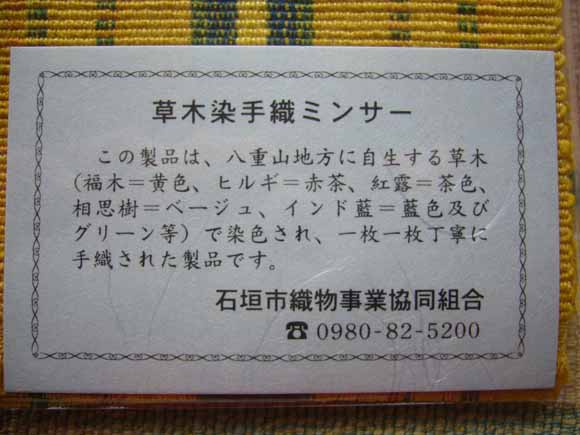 草木染手織ミンサー
この製品は、八重山地方に自生する草木
(福木＝黄色、ヒルギ＝赤茶、紅露＝茶色、
相思樹＝ベージュ、インド藍＝藍色及び
グリーン等)で染色され、一枚一枚丁寧に
手織された製品です。
石垣市織物事業協同組合
☎0980-82-5200